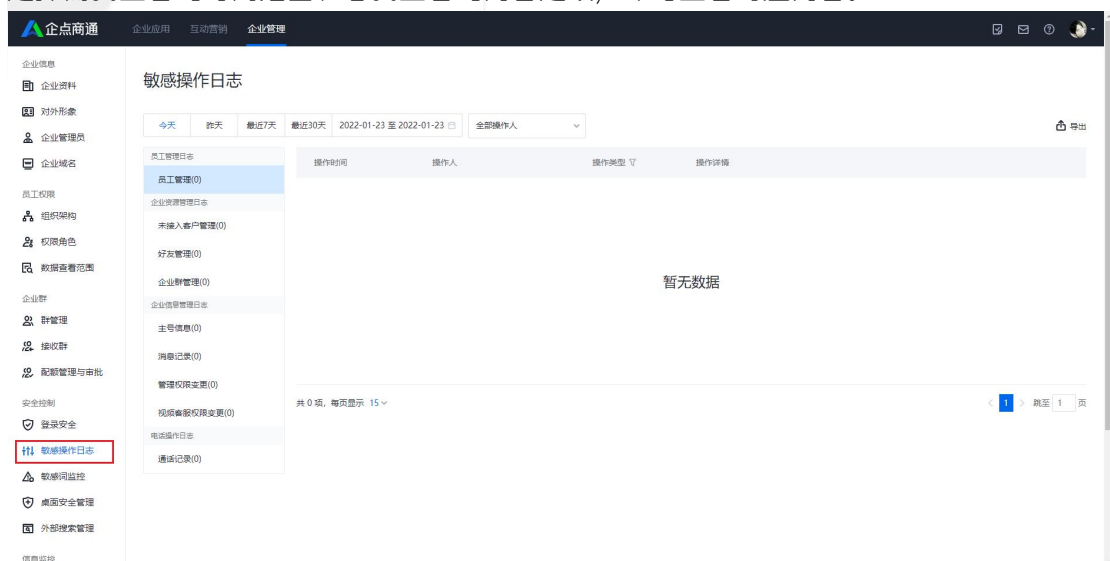 企点商通
企业应用 互动营销 企业管理
企业信息
企业资料
对外形象
企业管理员
企业域名
员工权限
组织架构
权限角色
数据查看范围
企业群
群管理
接收群
配额管理与审批
安全控制
登录安全
敏感操作日志
敏感词监控
桌面安全管理
外部搜索管理
信息监控
敏感操作日志
今天 昨天 最近7天 最近30天 2022-01-23 至 2022-01-23 全部操作人
导出
员工管理日志
员工管理(0)
企业资源管理日志
未接入客户管理(0)
好友管理(0)
企业群管理(0)
企业信息管理日志
主号信息(0)
消息记录(0)
管理权限变更(0)
视频客服权限变更(0)
电话操作日志
通话记录(0)
操作时间 操作人 操作类型 操作详情
暂无数据
共 0 项，每页显示 15
1 跳至 1 页